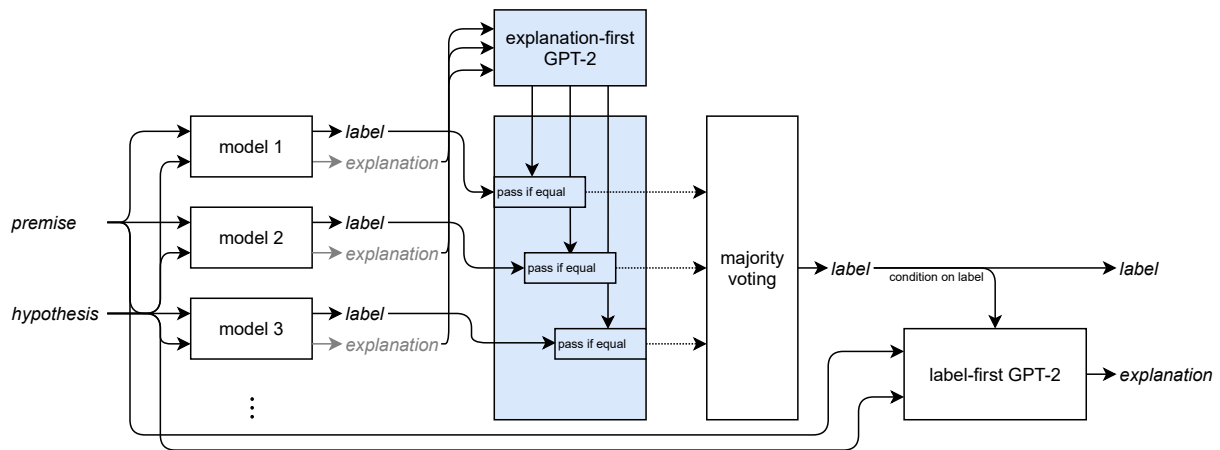 explanation-first
GPT-2
model 1
label
explanation
pass if equal
premise
model 2
label
explanation
pass if equal
majority
voting
label
condition on label
label
hypothesis
model 3
label
explanation
pass if equal
label-first GPT-2
explanation
⋮